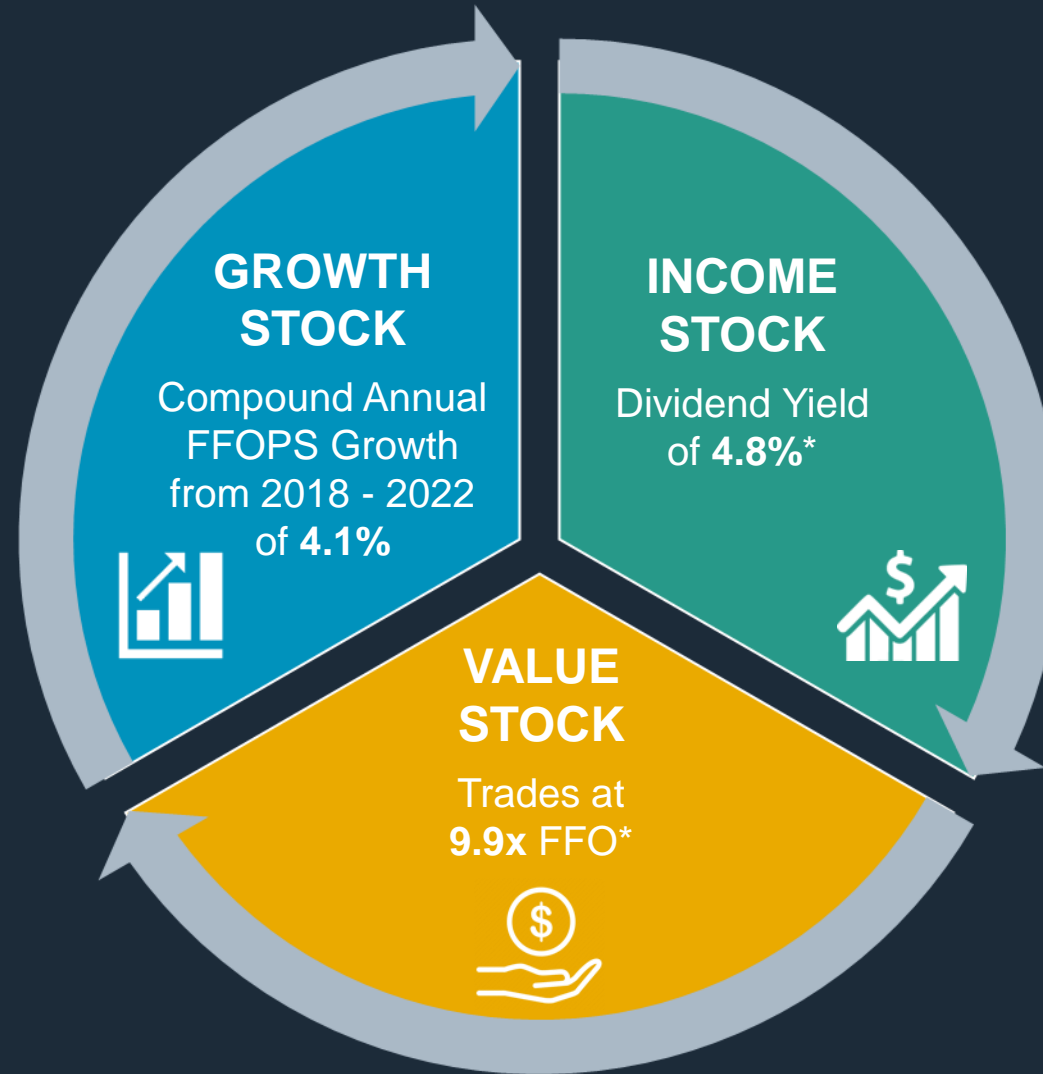 GROWTH
STOCK
Compound Annual
FFOPS Growth
from 2018 - 2022
of 4.1%
INCOME
STOCK
Dividend Yield
of 4.8%*
$
VALUE
STOCK
Trades at
9.9x FFO*
$